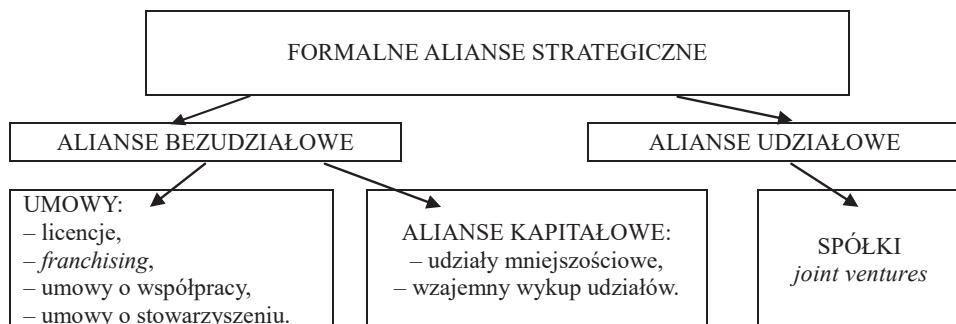 FORMALNE ALIANSE STRATEGICZNE
ALIANSE BEZUDZIAŁOWE
ALIANSE UDZIAŁOWE
UMOWY:
– licencje,
– franchising,
– umowy o współpracy,
– umowy o stowarzyszeniu.
ALIANSE KAPITAŁOWE:
– udziały mniejszościowe,
– wzajemny wykup udziałów.
SPÓŁKI
joint ventures